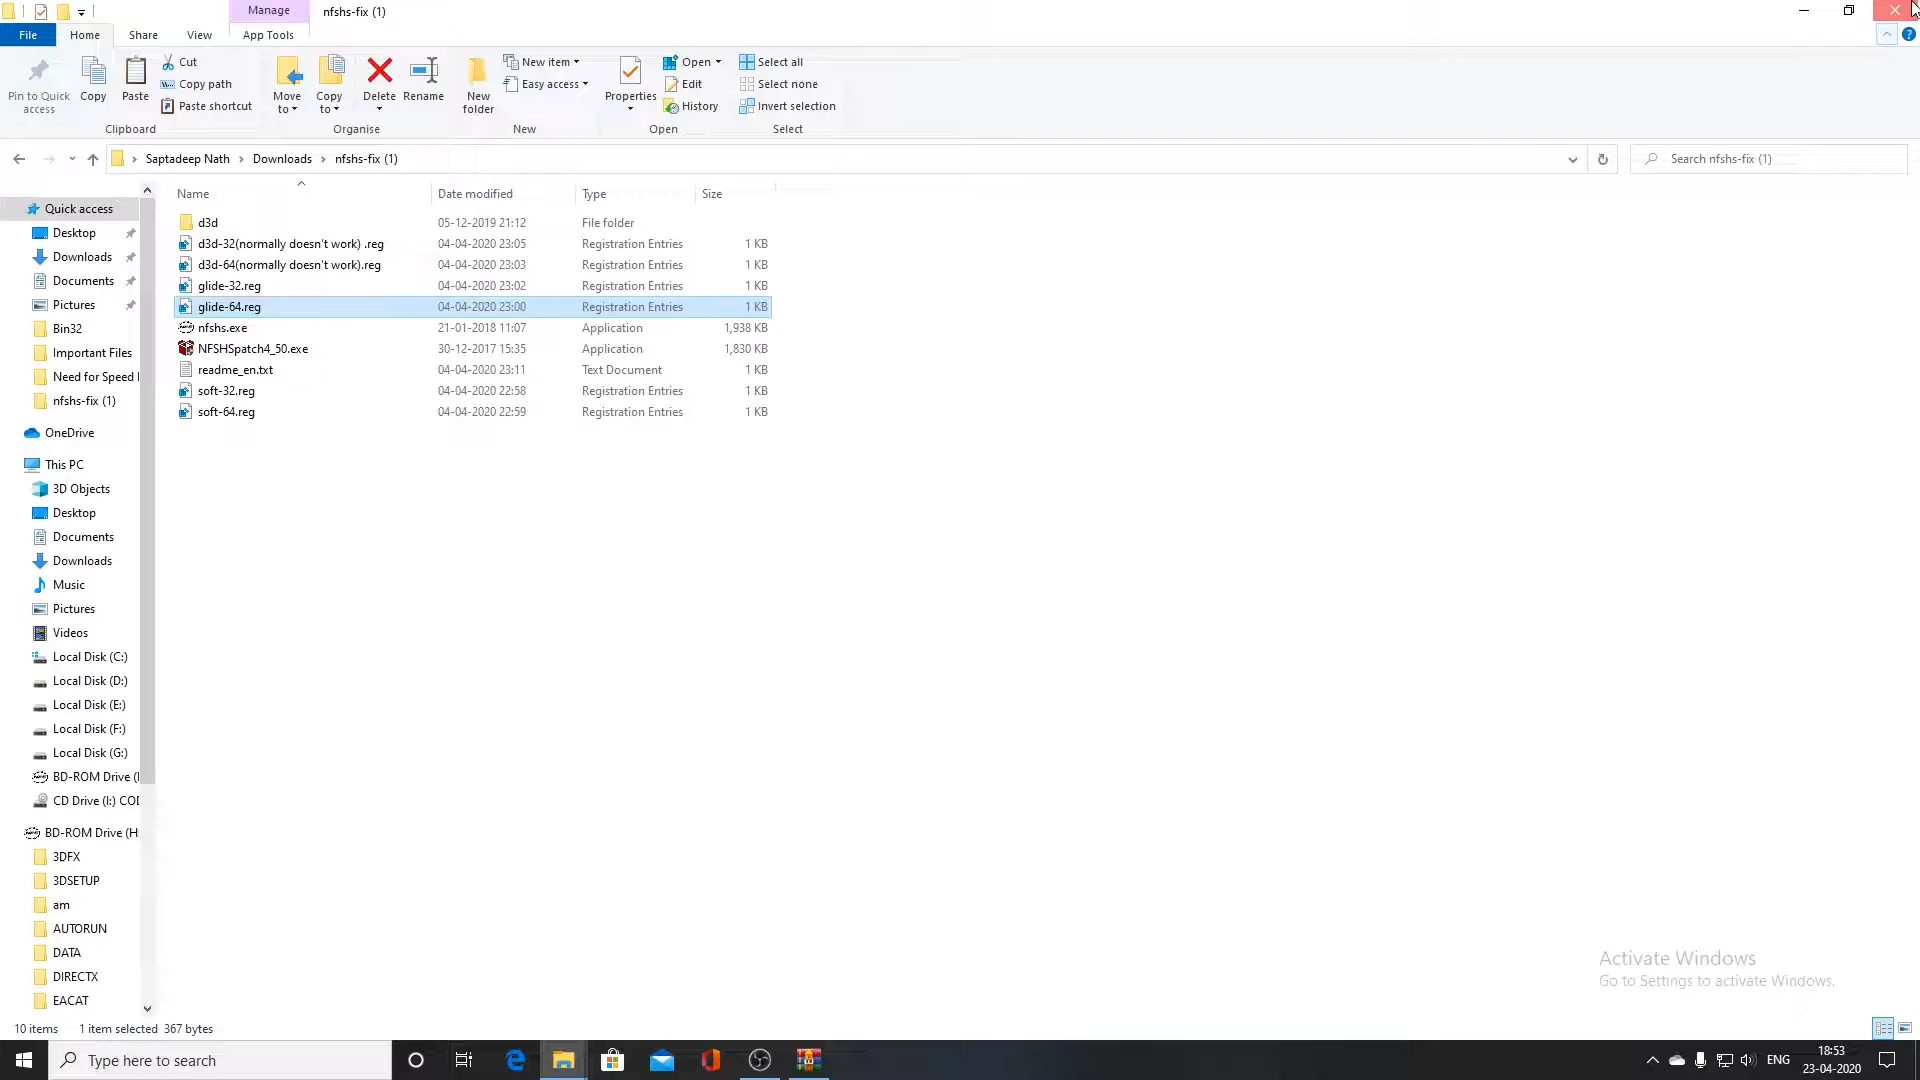 Manage
nfshs-fix (1)
File
Home
Share
View
App Tools
Pin to Quick access
Copy
Paste
Cut
Copy path
Paste shortcut
Clipboard
Move to
Copy to
Delete
Rename
Organise
New folder
New item
Easy access
New
Properties
Open
Edit
History
Open
Select all
Select none
Invert selection
Select
Saptadeep Nath > Downloads > nfshs-fix (1)
Search nfshs-fix (1)
Name Date modified Type Size
d3d 05-12-2019 21:12 File folder
d3d-32(normally doesn't work) .reg 04-04-2020 23:05 Registration Entries 1 KB
d3d-64(normally doesn't work).reg 04-04-2020 23:03 Registration Entries 1 KB
glide-32.reg 04-04-2020 23:02 Registration Entries 1 KB
glide-64.reg 04-04-2020 23:00 Registration Entries 1 KB
nfshs.exe 21-01-2018 11:07 Application 1,938 KB
NFSHSpatch4_50.exe 30-12-2017 15:35 Application 1,830 KB
readme_en.txt 04-04-2020 23:11 Text Document 1 KB
soft-32.reg 04-04-2020 22:58 Registration Entries 1 KB
soft-64.reg 04-04-2020 22:59 Registration Entries 1 KB
Quick access
Desktop
Downloads
Documents
Pictures
Bin32
Important Files
Need for Speed
nfshs-fix (1)
OneDrive
This PC
3D Objects
Desktop
Documents
Downloads
Music
Pictures
Videos
Local Disk (C:)
Local Disk (D:)
Local Disk (E:)
Local Disk (F:)
Local Disk (G:)
BD-ROM Drive (
CD Drive (I:) COD
BD-ROM Drive (H
3DFX
3DSETUP
am
AUTORUN
DATA
DIRECTX
EACAT
10 items 1 item selected 367 bytes
Activate Windows
Go to Settings to activate Windows.
Type here to search
ENG
18:53
23-04-2020